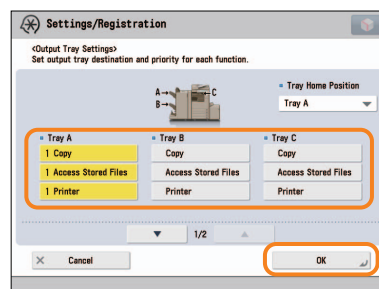 Settings/Registration
<Output Tray Settings>
Set output tray destination and priority for each function.
A
B
C
Tray Home Position
Tray A
Tray A Tray B Tray C
1 Copy Copy Copy
1 Access Stored Files Access Stored Files Access Stored Files
1 Printer Printer Printer
1/2
Cancel OK